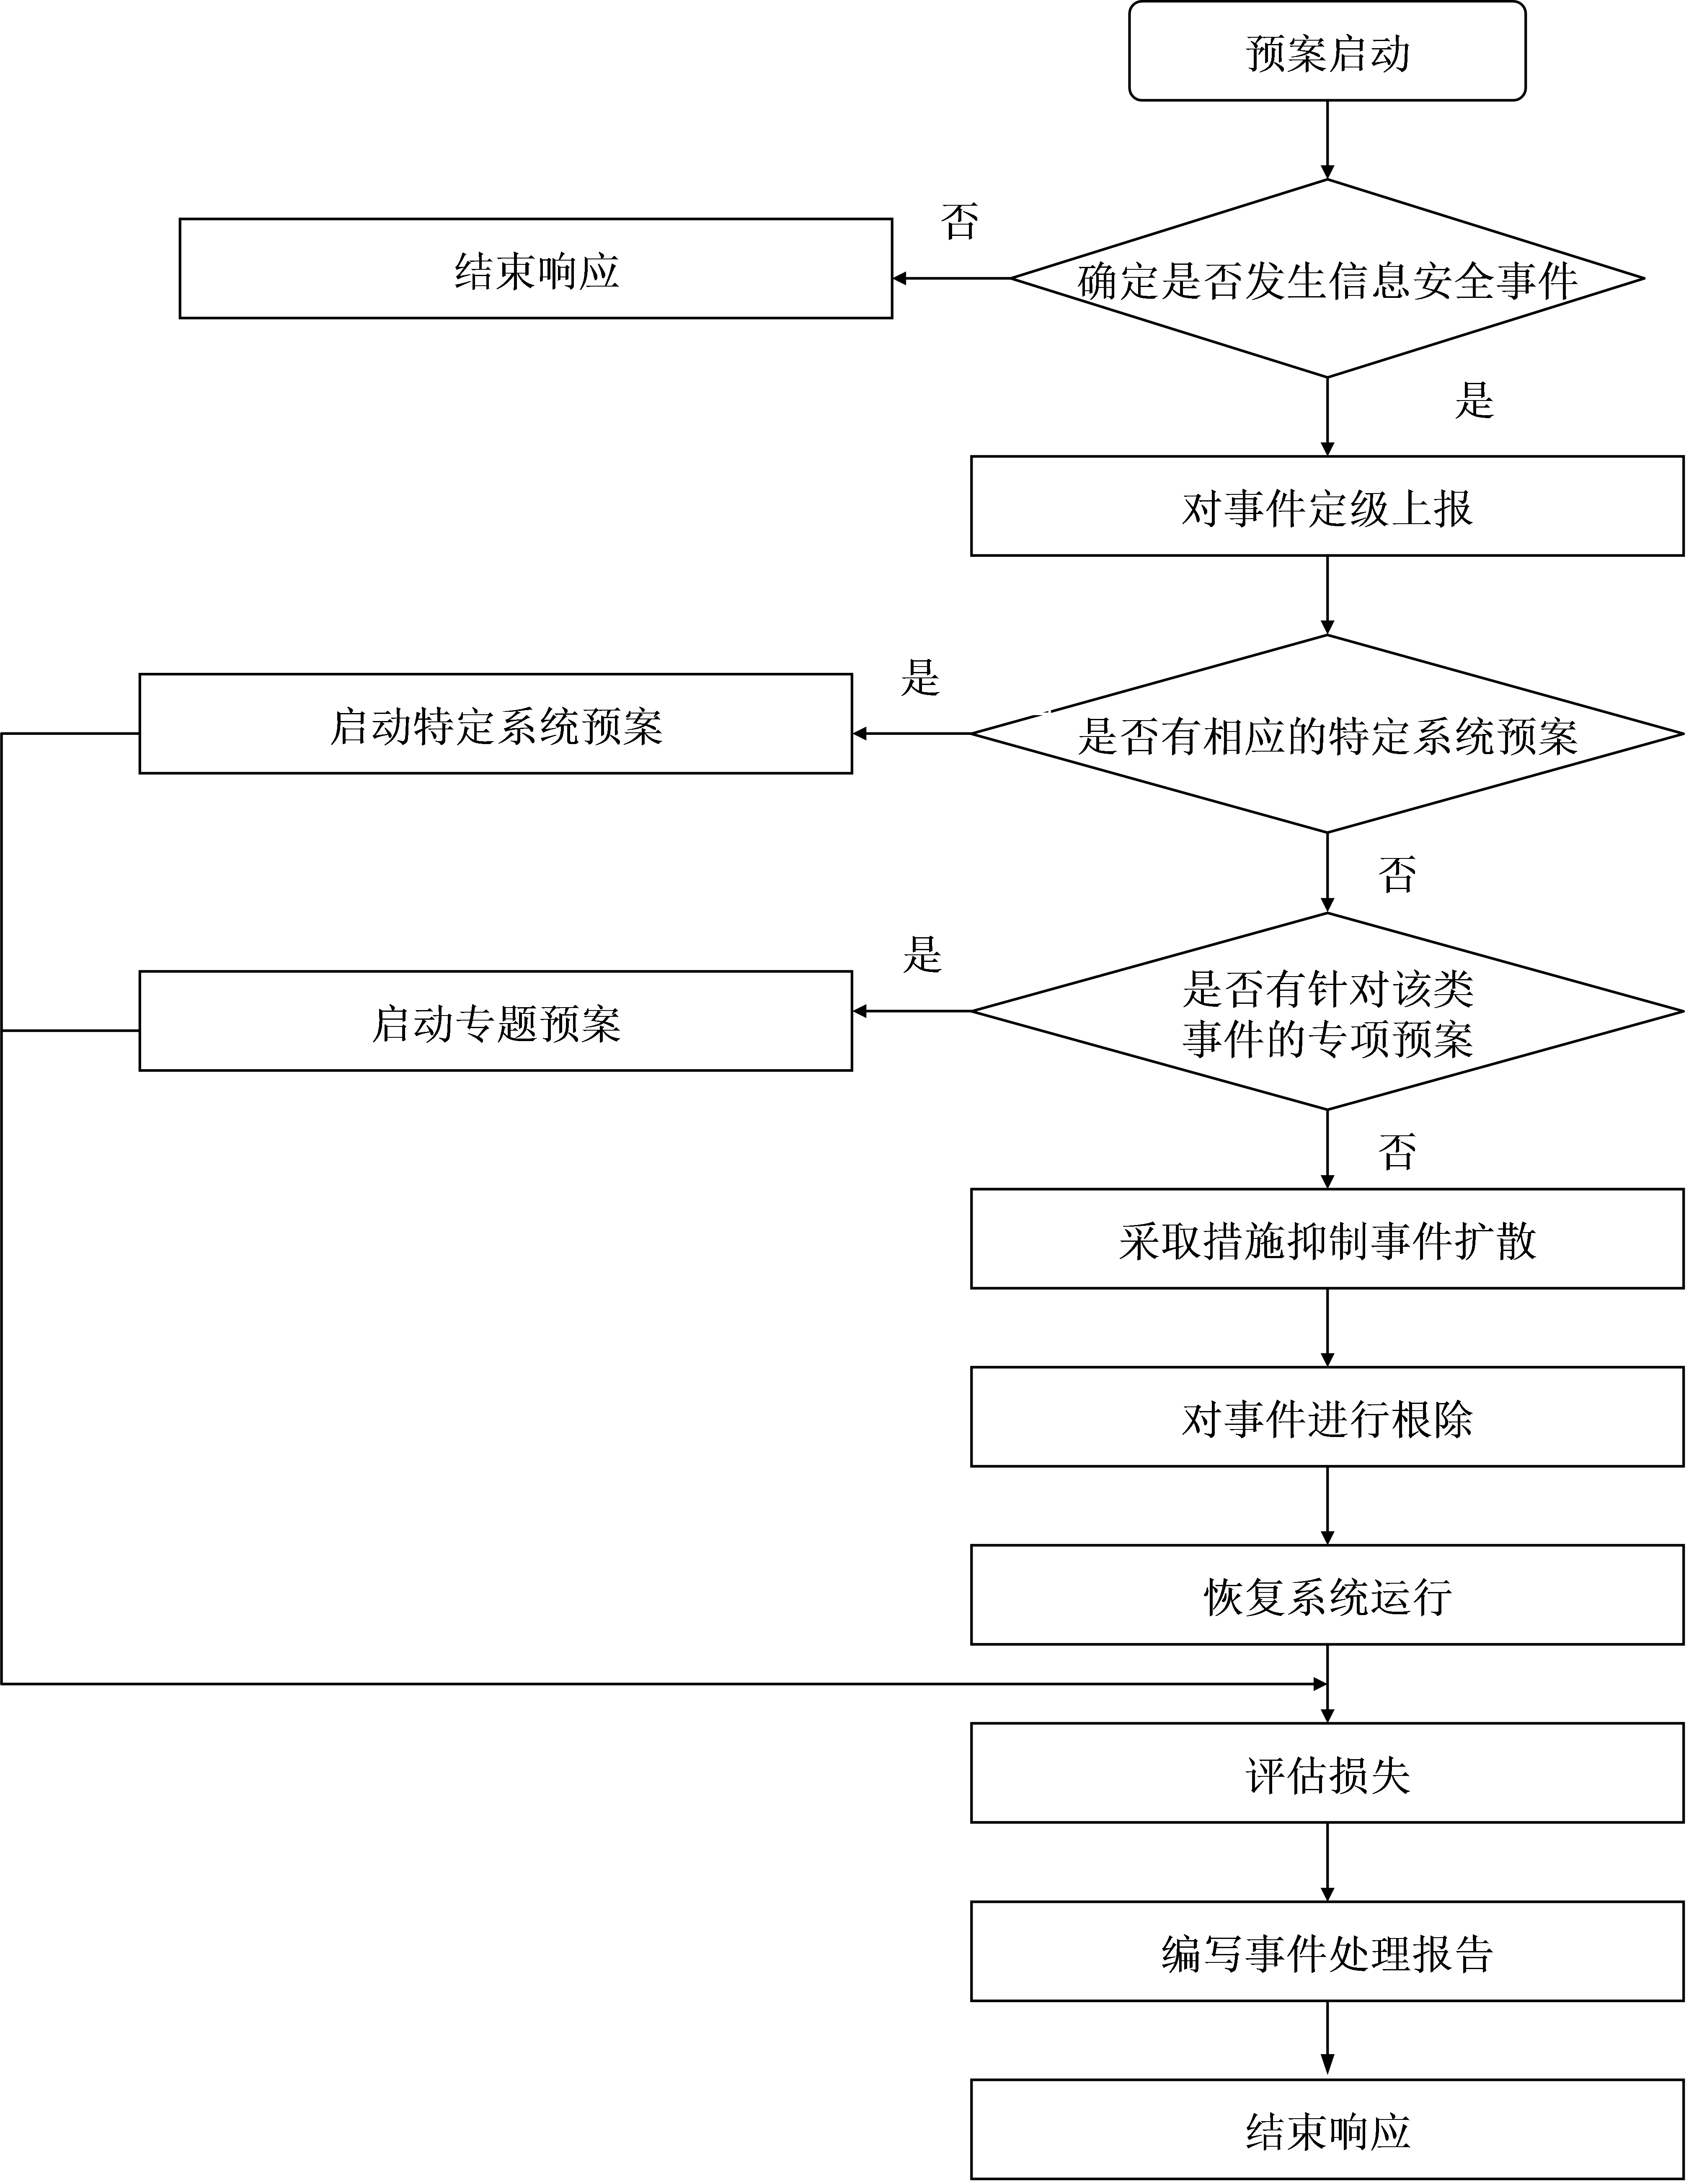 预案启动
否
结束响应
确定是否发生信息安全事件
是
对事件定级上报
是
启动特定系统预案
是否有相应的特定系统预案
否
是
启动专题预案
是否有针对该类
事件的专项预案
否
采取措施抑制事件扩散
对事件进行根除
恢复系统运行
评估损失
编写事件处理报告
结束响应